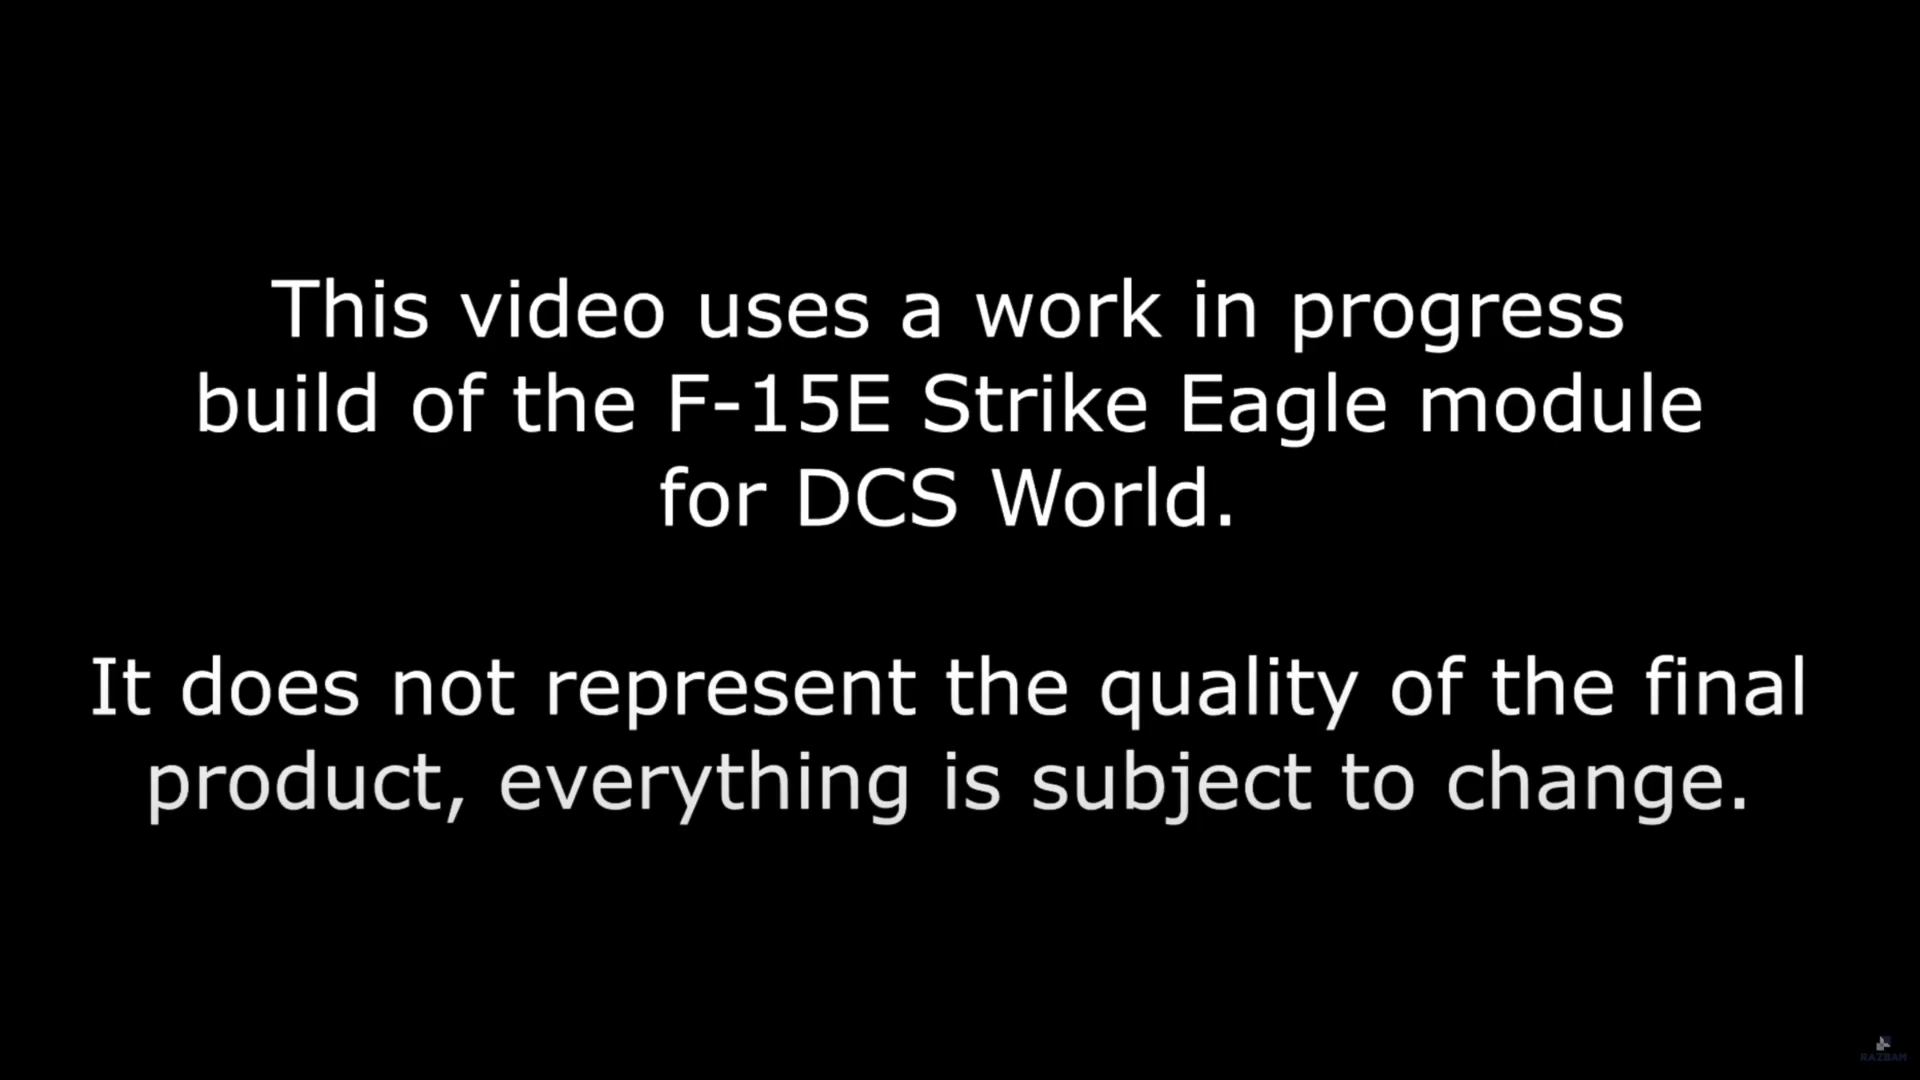 This video uses a work in progress
build of the F-15E Strike Eagle module
for DCS World.
It does not represent the quality of the final
product, everything is subject to change.
RAZBAM